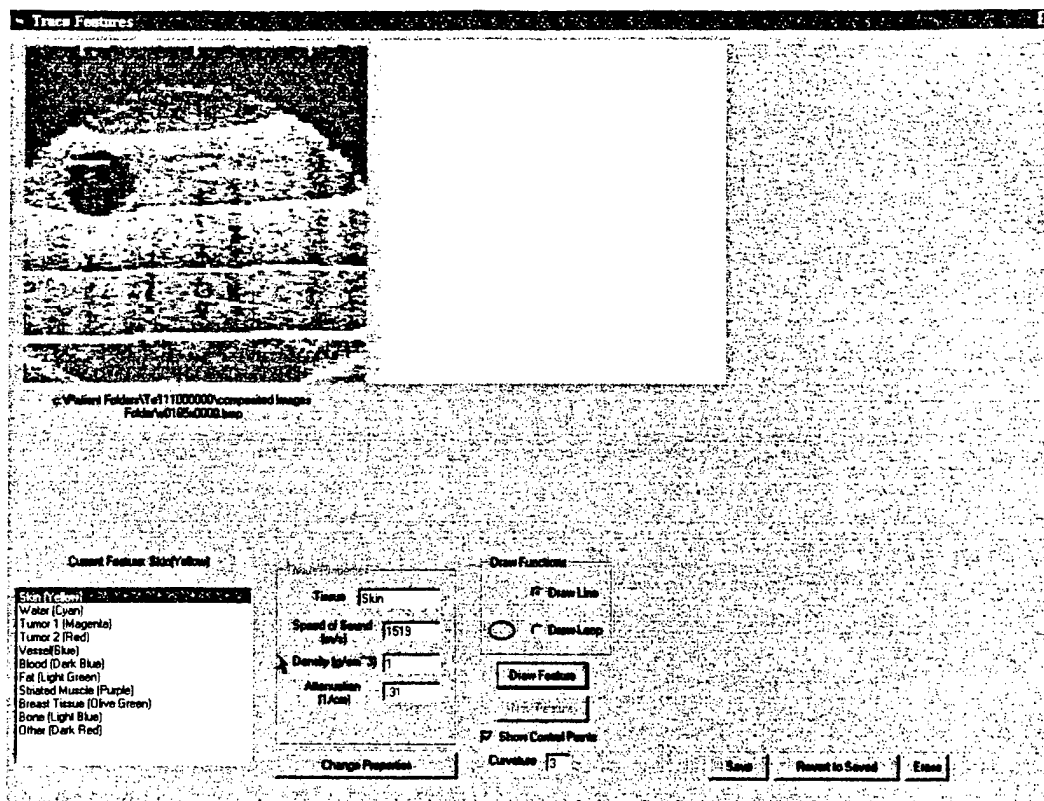 Trace Features
c:\Patient Folders\Te111000000\composited Images
Folder\s0185c0000.bmp
Current Feature: Skin(Yellow)
Skin (Yellow)
Water (Cyan)
Tumor 1 (Magenta)
Tumor 2 (Red)
Vessel(Blue)
Blood (Dark Blue)
Fat (Light Green)
Striated Muscle (Purple)
Breast Tissue (Olive Green)
Bone (Light Blue)
Other (Dark Red)
Tissue Skin
Speed of Sound
(m/s) 1519
Density (g/cm^3) 1
Attenuation
(1/cm) .31
Change Properties
Draw Functions
Draw Line
Draw Loop
Draw Feature
Show Control Points
Curvature 3
Save
Revert to Saved
Erase